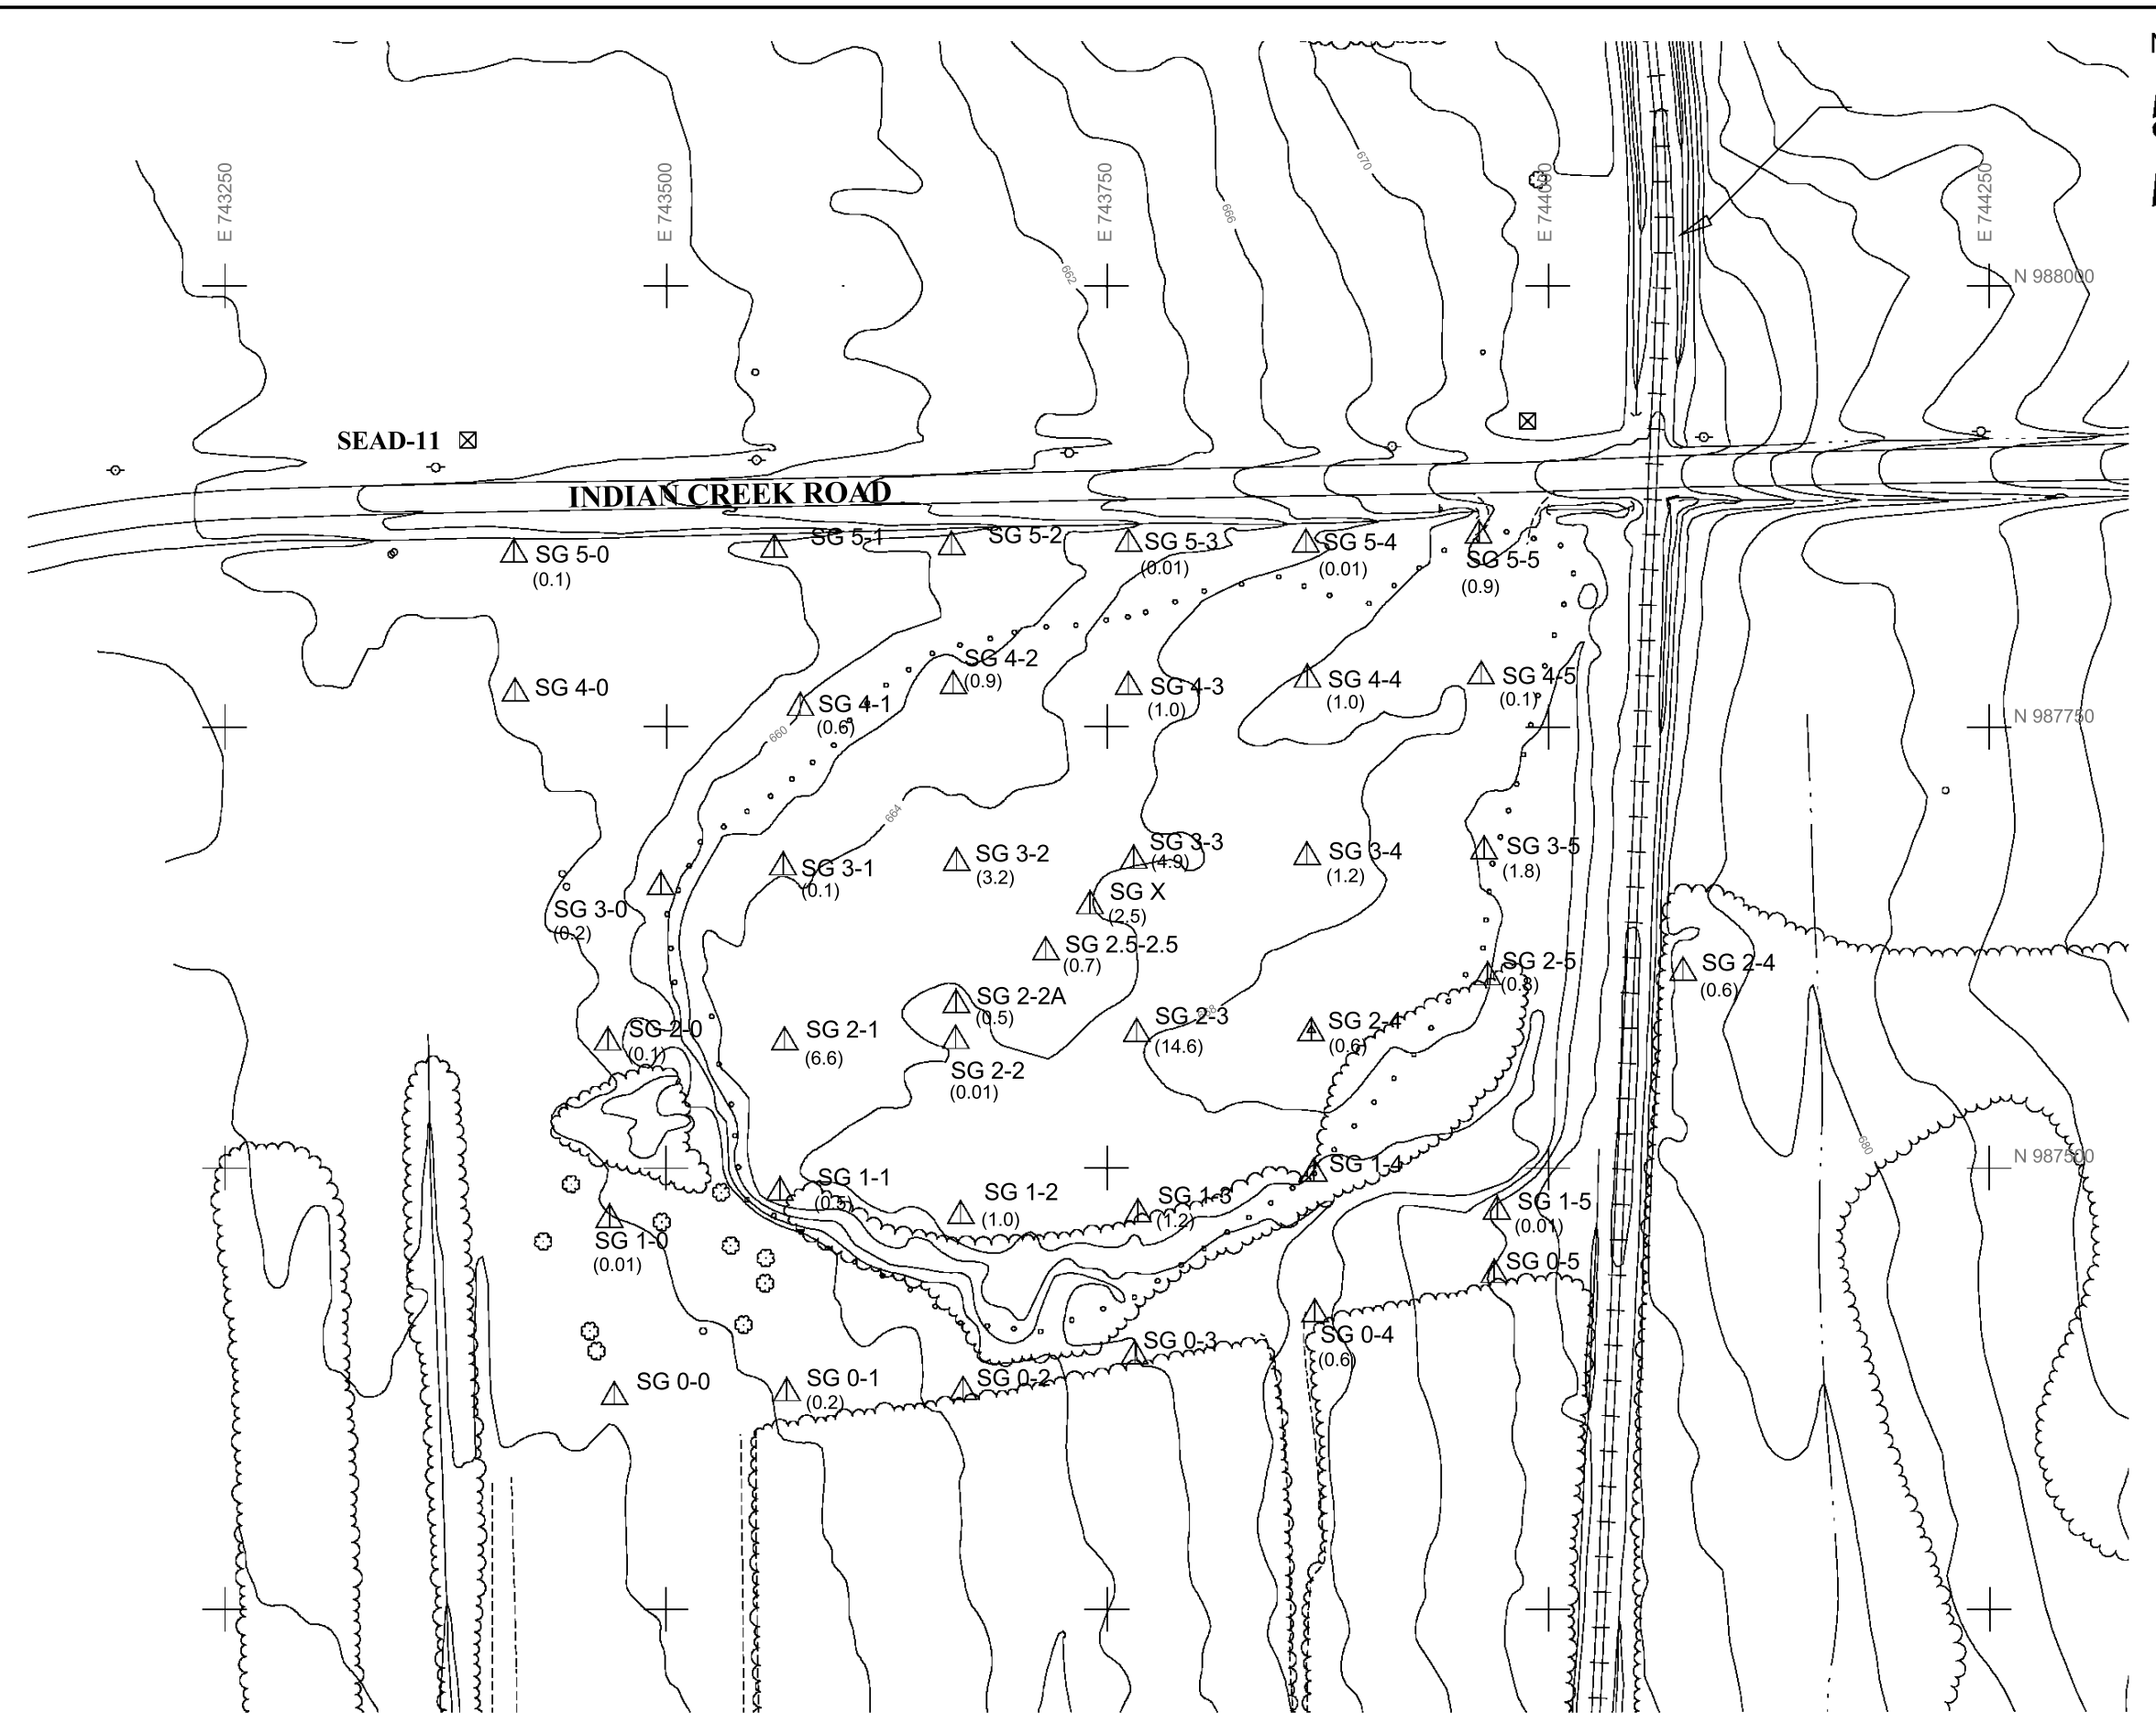 E 743250
E 743500
E 743750
E 744000
E 744250
670
666
662
N 988000
SEAD-11
INDIAN CREEK ROAD
SG 5-0
(0.1)
SG 5-1
SG 5-2
SG 5-3
(0.01)
SG 5-4
(0.01)
SG 5-5
(0.9)
SG 4-0
SG 4-1
(0.6)
SG 4-2
(0.9)
SG 4-3
(1.0)
SG 4-4
(1.0)
SG 4-5
(0.1)
N 987750
660
664
SG 3-0
(0.2)
SG 3-1
(0.1)
SG 3-2
(3.2)
SG 3-3
(4.9)
SG 3-4
(1.2)
SG 3-5
(1.8)
SG X
(2.5)
SG 2.5-2.5
(0.7)
SG 2-5
(0.8)
SG 2-4
(0.6)
SG 2-0
(0.1)
SG 2-1
(6.6)
SG 2-2A
(0.5)
SG 2-2
(0.01)
SG 2-3
(14.6)
668
SG 2-4
(0.6)
680
N 987500
SG 1-0
(0.01)
SG 1-1
(0.5)
SG 1-2
(1.0)
SG 1-3
(1.2)
SG 1-4
SG 1-5
(0.01)
SG 0-5
SG 0-0
SG 0-1
(0.2)
SG 0-2
SG 0-3
SG 0-4
(0.6)